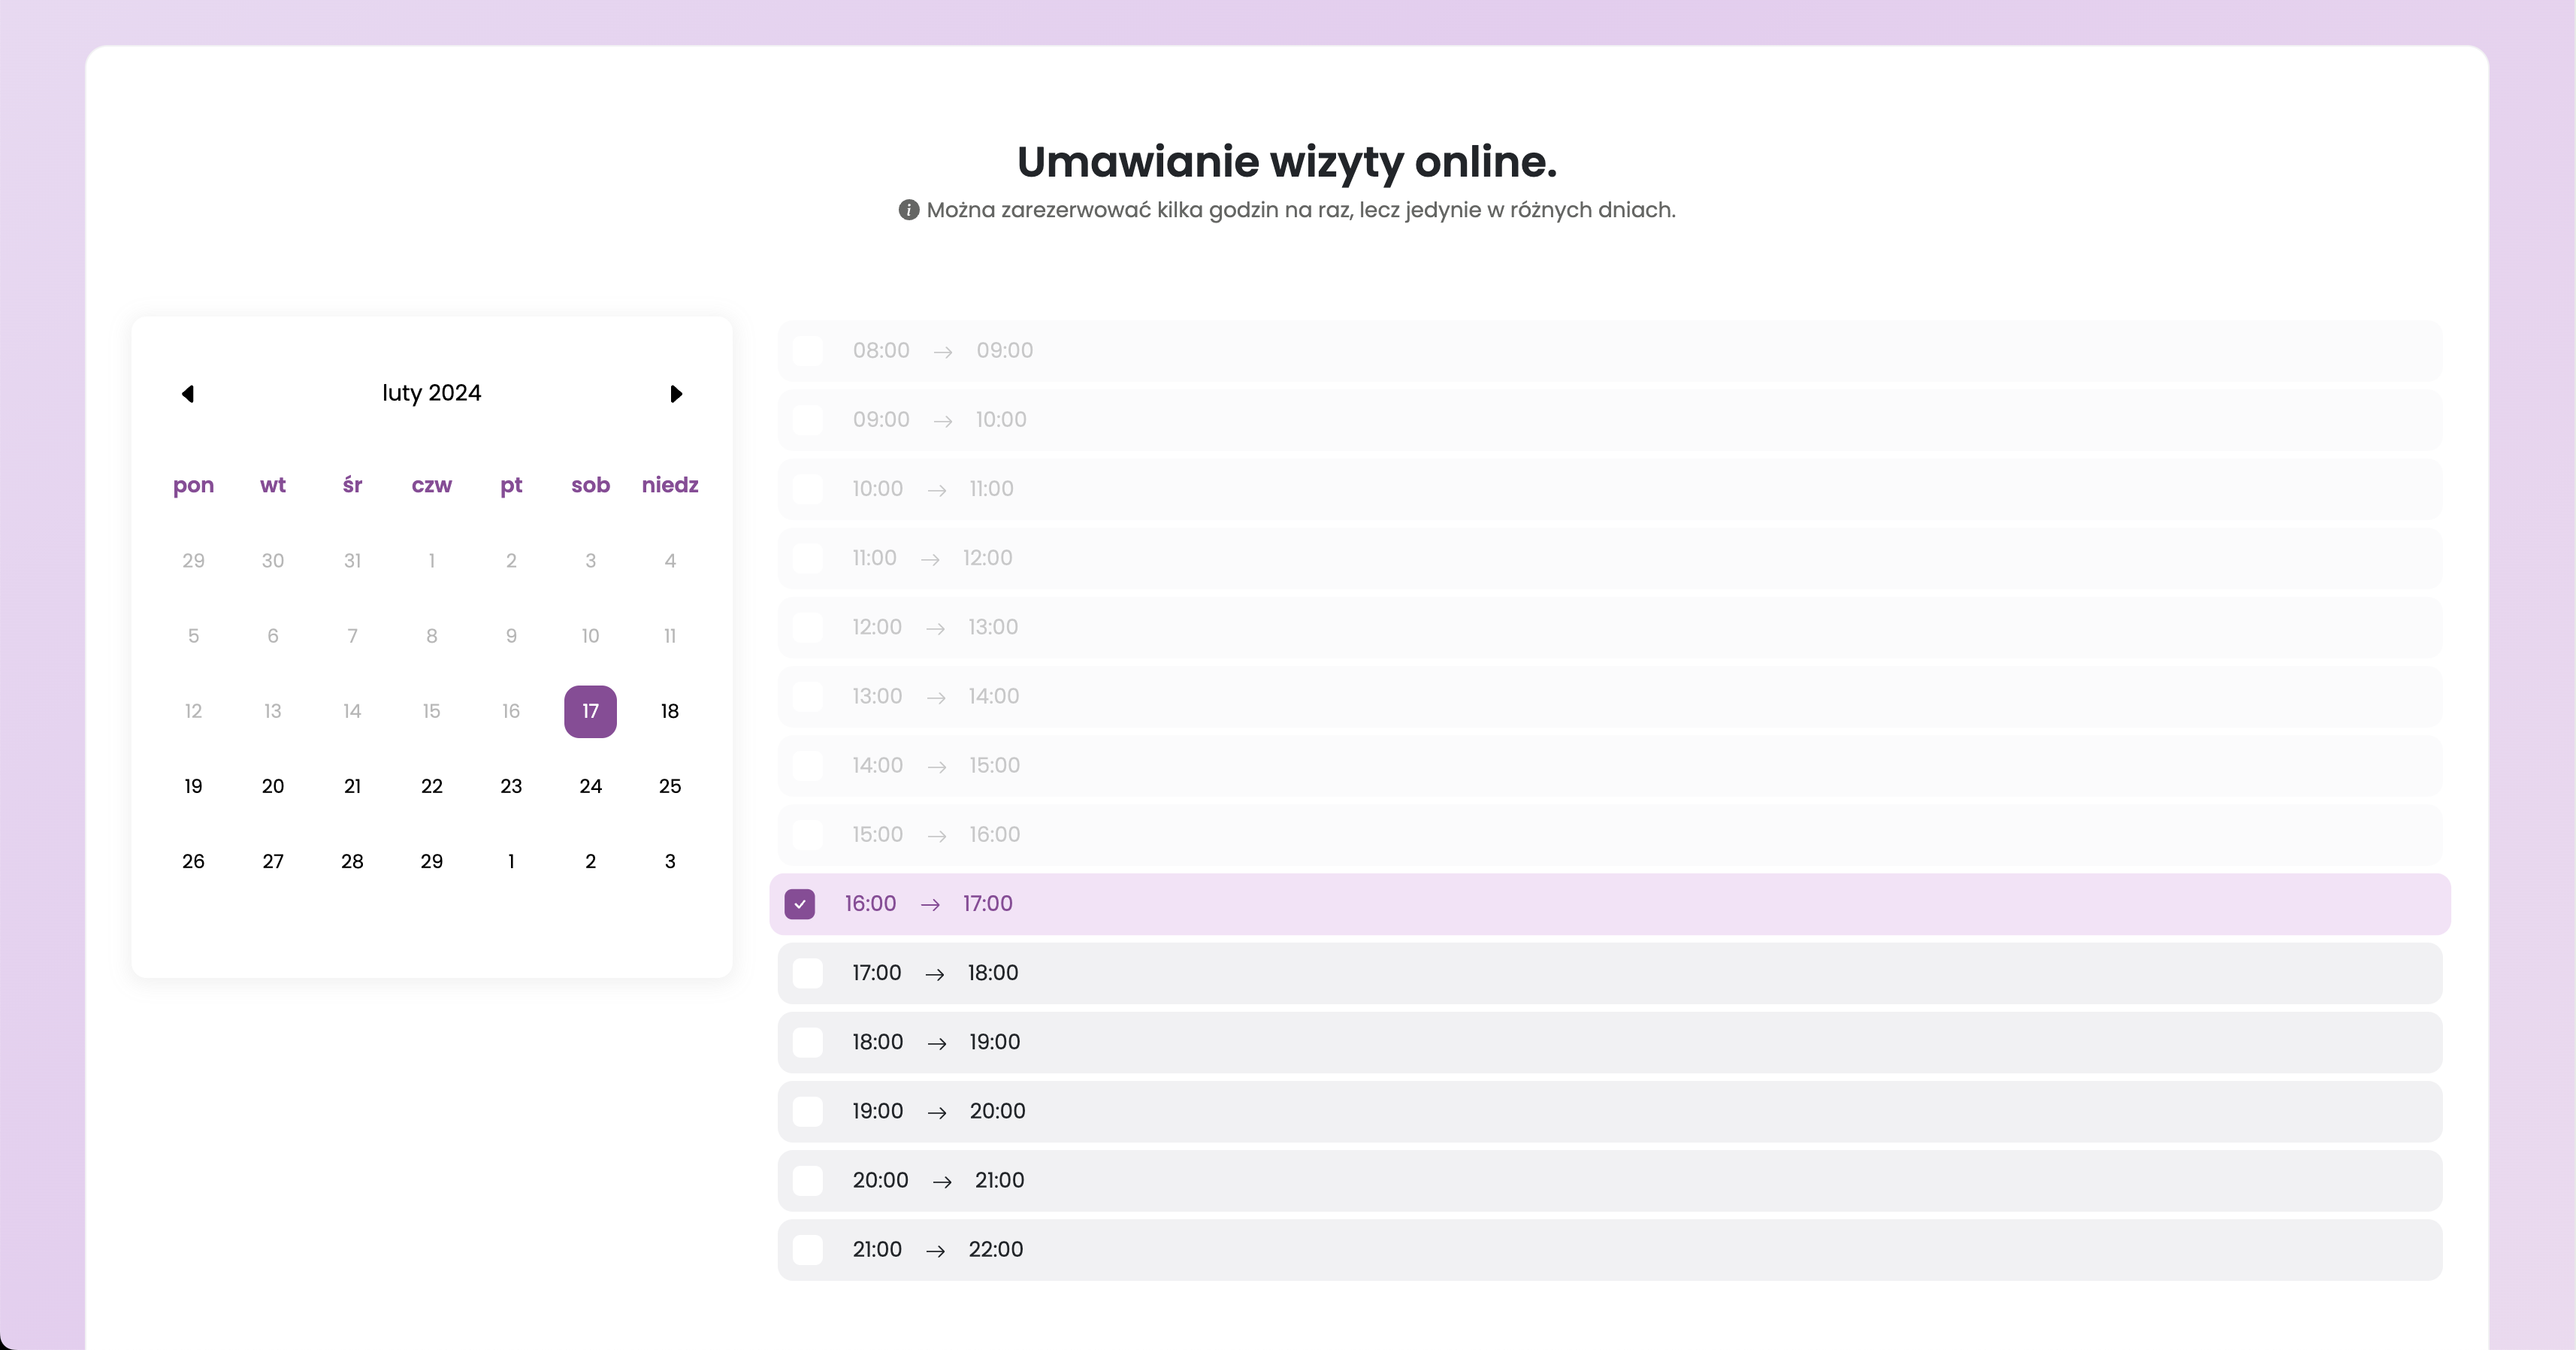 Umawianie wizyty online.
Można zarezerwować kilka godzin na raz, lecz jedynie w różnych dniach.
luty 2024
pon wt śr czw pt sob niedz
29 30 31 1 2 3 4
5 6 7 8 9 10 11
12 13 14 15 16 17 18
19 20 21 22 23 24 25
26 27 28 29 1 2 3
08:00 → 09:00
09:00 → 10:00
10:00 → 11:00
11:00 → 12:00
12:00 → 13:00
13:00 → 14:00
14:00 → 15:00
15:00 → 16:00
16:00 → 17:00
17:00 → 18:00
18:00 → 19:00
19:00 → 20:00
20:00 → 21:00
21:00 → 22:00